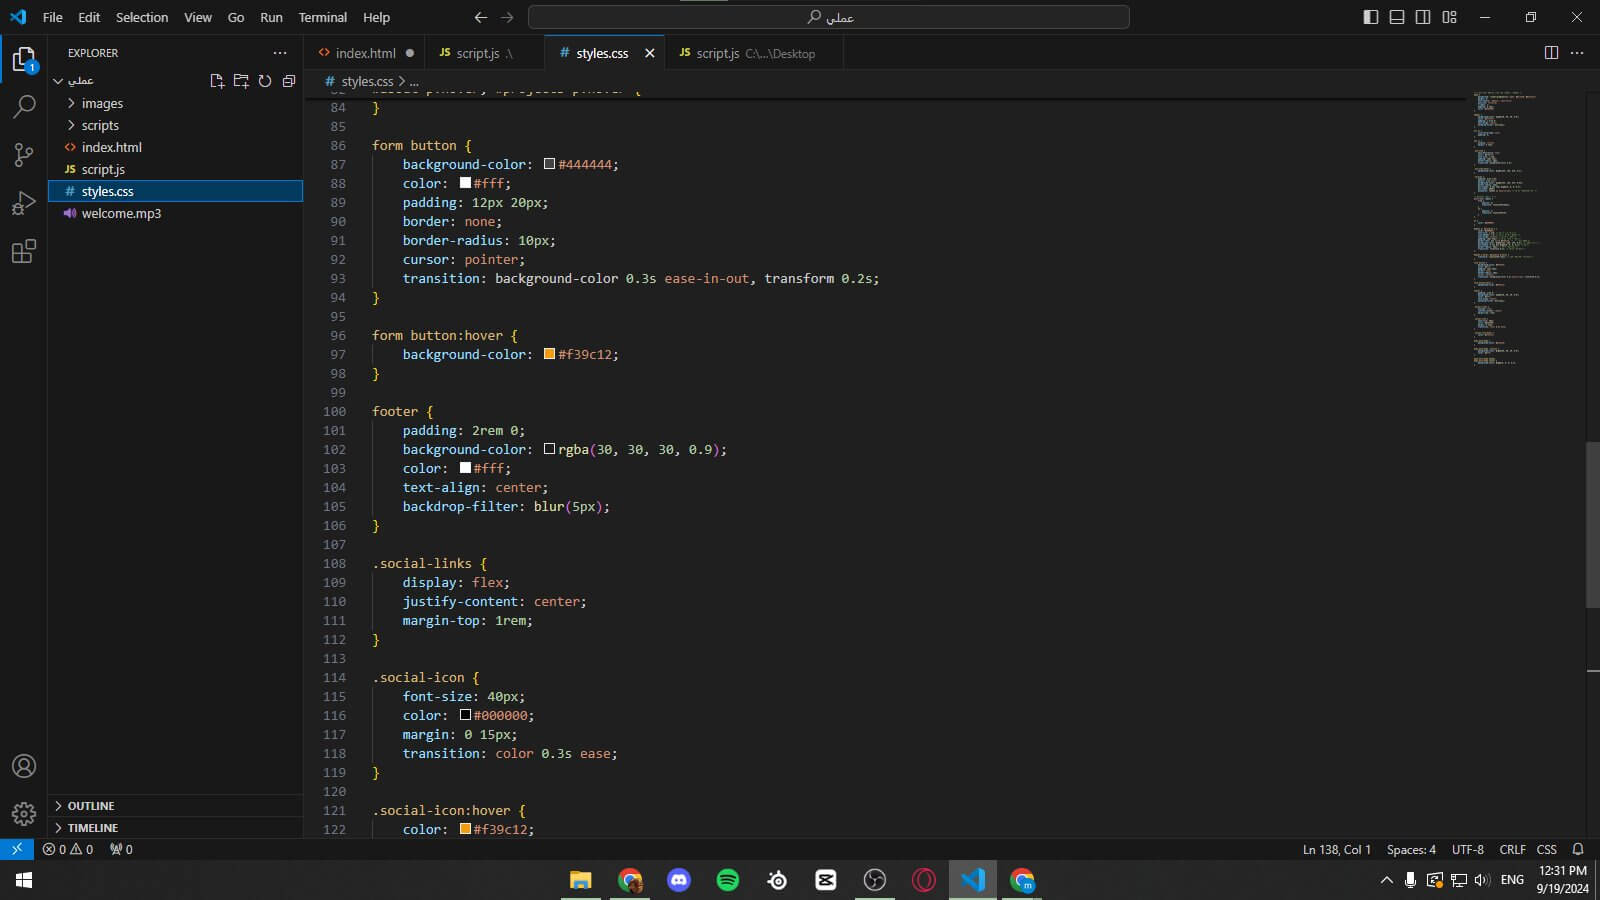 File Edit Selection View Go Run Terminal Help
عملي
EXPLORER
عملي
images
scripts
index.html
JS script.js
# styles.css
welcome.mp3
OUTLINE
TIMELINE
1
index.html
JS script.js .\
# styles.css
JS script.js C:\...\Desktop
# styles.css > ...
84 }
85
86 form button {
87 background-color: #444444;
88 color: #fff;
89 padding: 12px 20px;
90 border: none;
91 border-radius: 10px;
92 cursor: pointer;
93 transition: background-color 0.3s ease-in-out, transform 0.2s;
94 }
95
96 form button:hover {
97 background-color: #f39c12;
98 }
99
100 footer {
101 padding: 2rem 0;
102 background-color: rgba(30, 30, 30, 0.9);
103 color: #fff;
104 text-align: center;
105 backdrop-filter: blur(5px);
106 }
107
108 .social-links {
109 display: flex;
110 justify-content: center;
111 margin-top: 1rem;
112 }
113
114 .social-icon {
115 font-size: 40px;
116 color: #000000;
117 margin: 0 15px;
118 transition: color 0.3s ease;
119 }
120
121 .social-icon:hover {
122 color: #f39c12;
0 0 0
Ln 138, Col 1 Spaces: 4 UTF-8 CRLF CSS
m
ENG
12:31 PM
9/19/2024